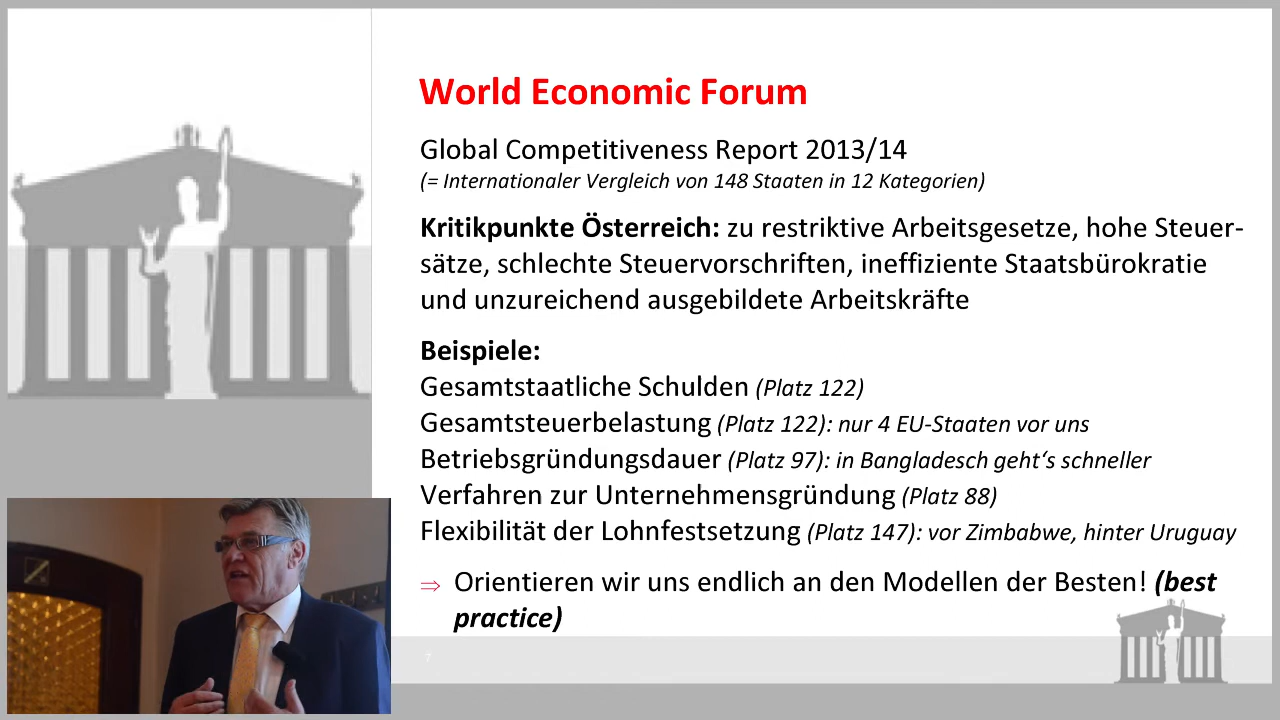 World Economic Forum
Global Competitiveness Report 2013/14
(= Internationaler Vergleich von 148 Staaten in 12 Kategorien)
Kritikpunkte Österreich: zu restriktive Arbeitsgesetze, hohe Steuer-
sätze, schlechte Steuervorschriften, ineffiziente Staatsbürokratie
und unzureichend ausgebildete Arbeitskräfte
Beispiele:
Gesamtstaatliche Schulden (Platz 122)
Gesamtsteuerbelastung (Platz 122): nur 4 EU-Staaten vor uns
Betriebsgründungsdauer (Platz 97): in Bangladesch geht‘s schneller
Verfahren zur Unternehmensgründung (Platz 88)
Flexibilität der Lohnfestsetzung (Platz 147): vor Zimbabwe, hinter Uruguay
⇒ Orientieren wir uns endlich an den Modellen der Besten! (best
practice)
7